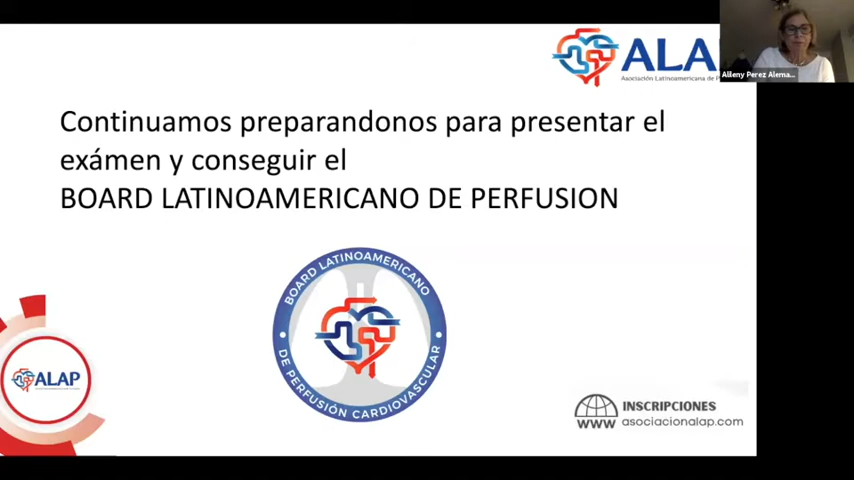 ALA
Asociación Latinoamericana de
Alleny Perez Alema...
Continuamos preparandonos para presentar el
exámen y conseguir el
BOARD LATINOAMERICANO DE PERFUSION
BOARD LATINOAMERICANO
DE PERFUSIÓN CARDIOVASCULAR
ALAP
INSCRIPCIONES
www asociacionalap.com